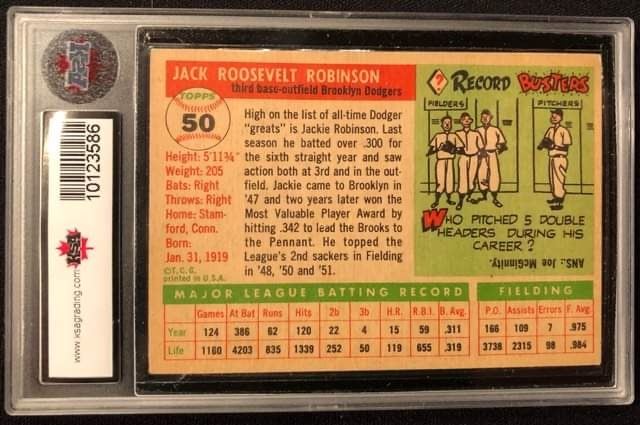 JACK ROOSEVELT ROBINSON
third base-outfield Brooklyn Dodgers
TOPPS
50
Height: 5'11¾"
Weight: 205
Bats: Right
Throws: Right
Home: Stam-
ford, Conn.
Born:
Jan. 31, 1919
©T.C.G.
printed in U.S.A.
High on the list of all-time Dodger
"greats" is Jackie Robinson. Last
season he batted over .300 for
the sixth straight year and saw
action both at 3rd and in the out-
field. Jackie came to Brooklyn in
'47 and two years later won the
Most Valuable Player Award by
hitting .342 to lead the Brooks to
the Pennant. He topped the
League's 2nd sackers in Fielding
in '48, '50 and '51.
? RECORD BUSTERS
FIELDERS PITCHERS
WHO PITCHED 5 DOUBLE
HEADERS DURING HIS
CAREER?
ANS.: Joe McGinnity.
MAJOR LEAGUE BATTING RECORD FIELDING
Games At Bat Runs Hits 2b 3b H.R. R.B.I. B. Avg. P.O. Assists Errors F. Avg.
Year 124 386 62 120 22 4 15 59 .311 166 109 7 .975
Life 1160 4203 835 1339 252 50 119 655 .319 3738 2315 98 .984
KSA
www.ksagrading.com
KSA
10123586